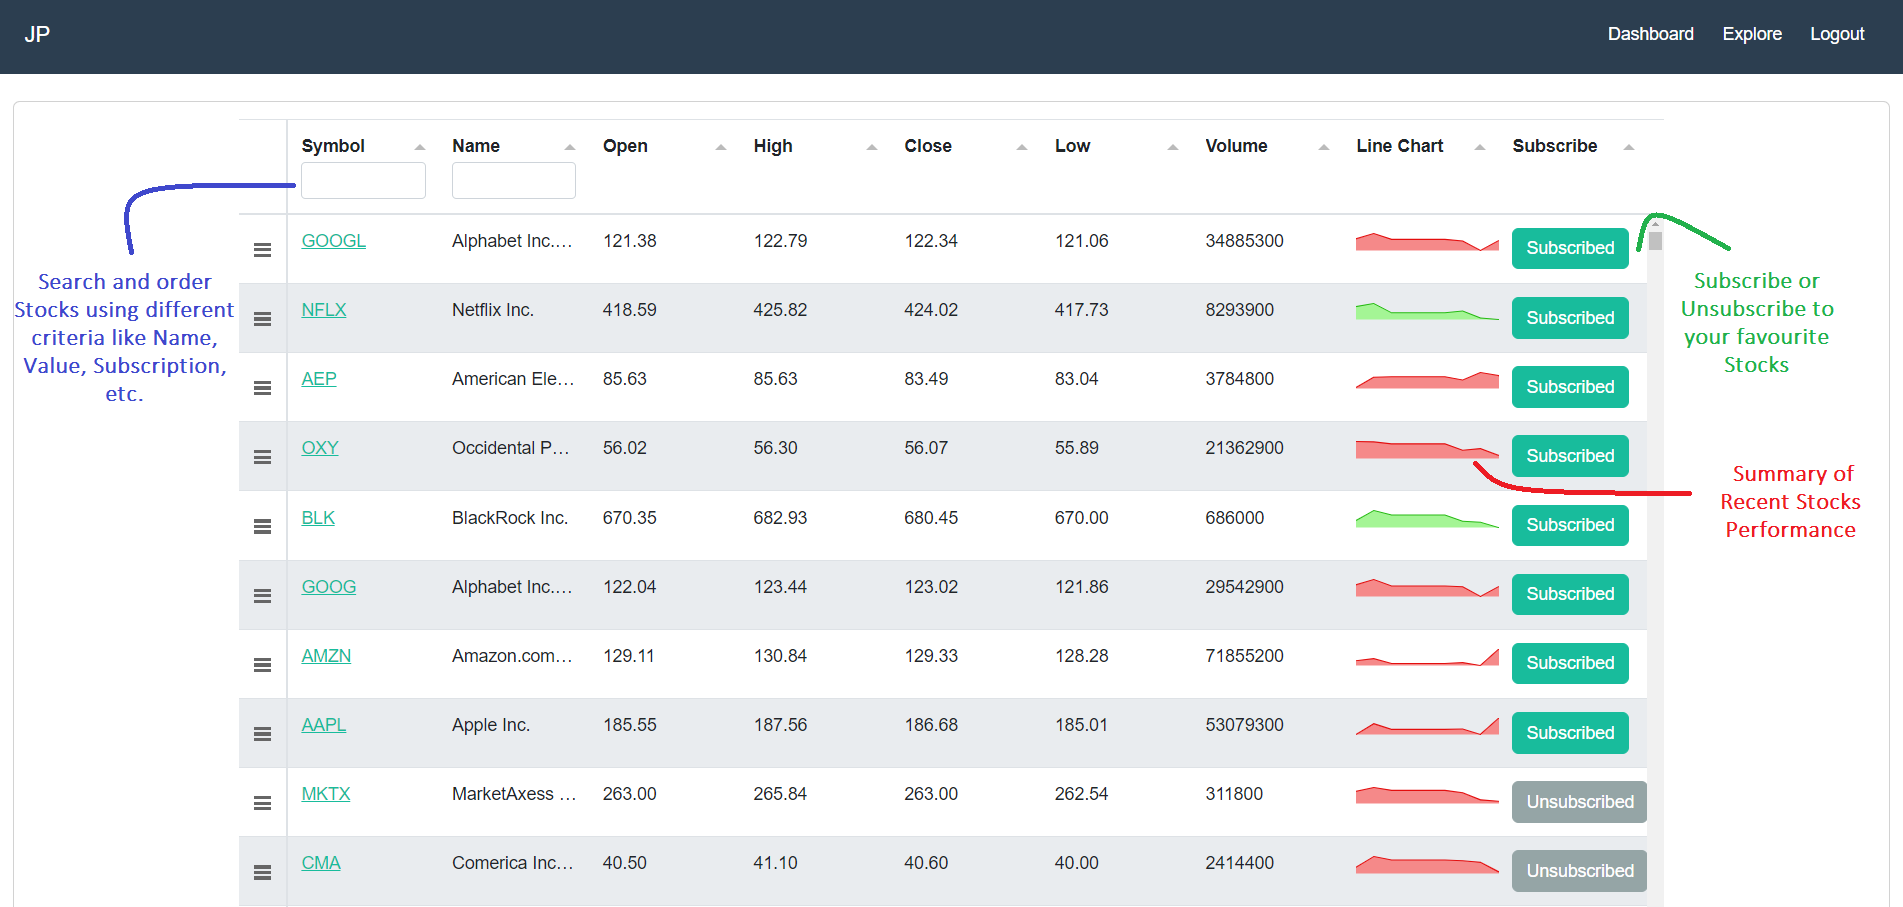 JP Dashboard Explore Logout
Symbol Name Open High Close Low Volume Line Chart Subscribe
GOOGL Alphabet Inc.... 121.38 122.79 122.34 121.06 34885300 Subscribed
NFLX Netflix Inc. 418.59 425.82 424.02 417.73 8293900 Subscribed
AEP American Ele... 85.63 85.63 83.49 83.04 3784800 Subscribed
OXY Occidental P... 56.02 56.30 56.07 55.89 21362900 Subscribed
BLK BlackRock Inc. 670.35 682.93 680.45 670.00 686000 Subscribed
GOOG Alphabet Inc.... 122.04 123.44 123.02 121.86 29542900 Subscribed
AMZN Amazon.com... 129.11 130.84 129.33 128.28 71855200 Subscribed
AAPL Apple Inc. 185.55 187.56 186.68 185.01 53079300 Subscribed
MKTX MarketAxess ... 263.00 265.84 263.00 262.54 311800 Unsubscribed
CMA Comerica Inc... 40.50 41.10 40.60 40.00 2414400 Unsubscribed
Search and order
Stocks using different
criteria like Name,
Value, Subscription,
etc.
Subscribe or
Unsubscribe to
your favourite
Stocks
Summary of
Recent Stocks
Performance